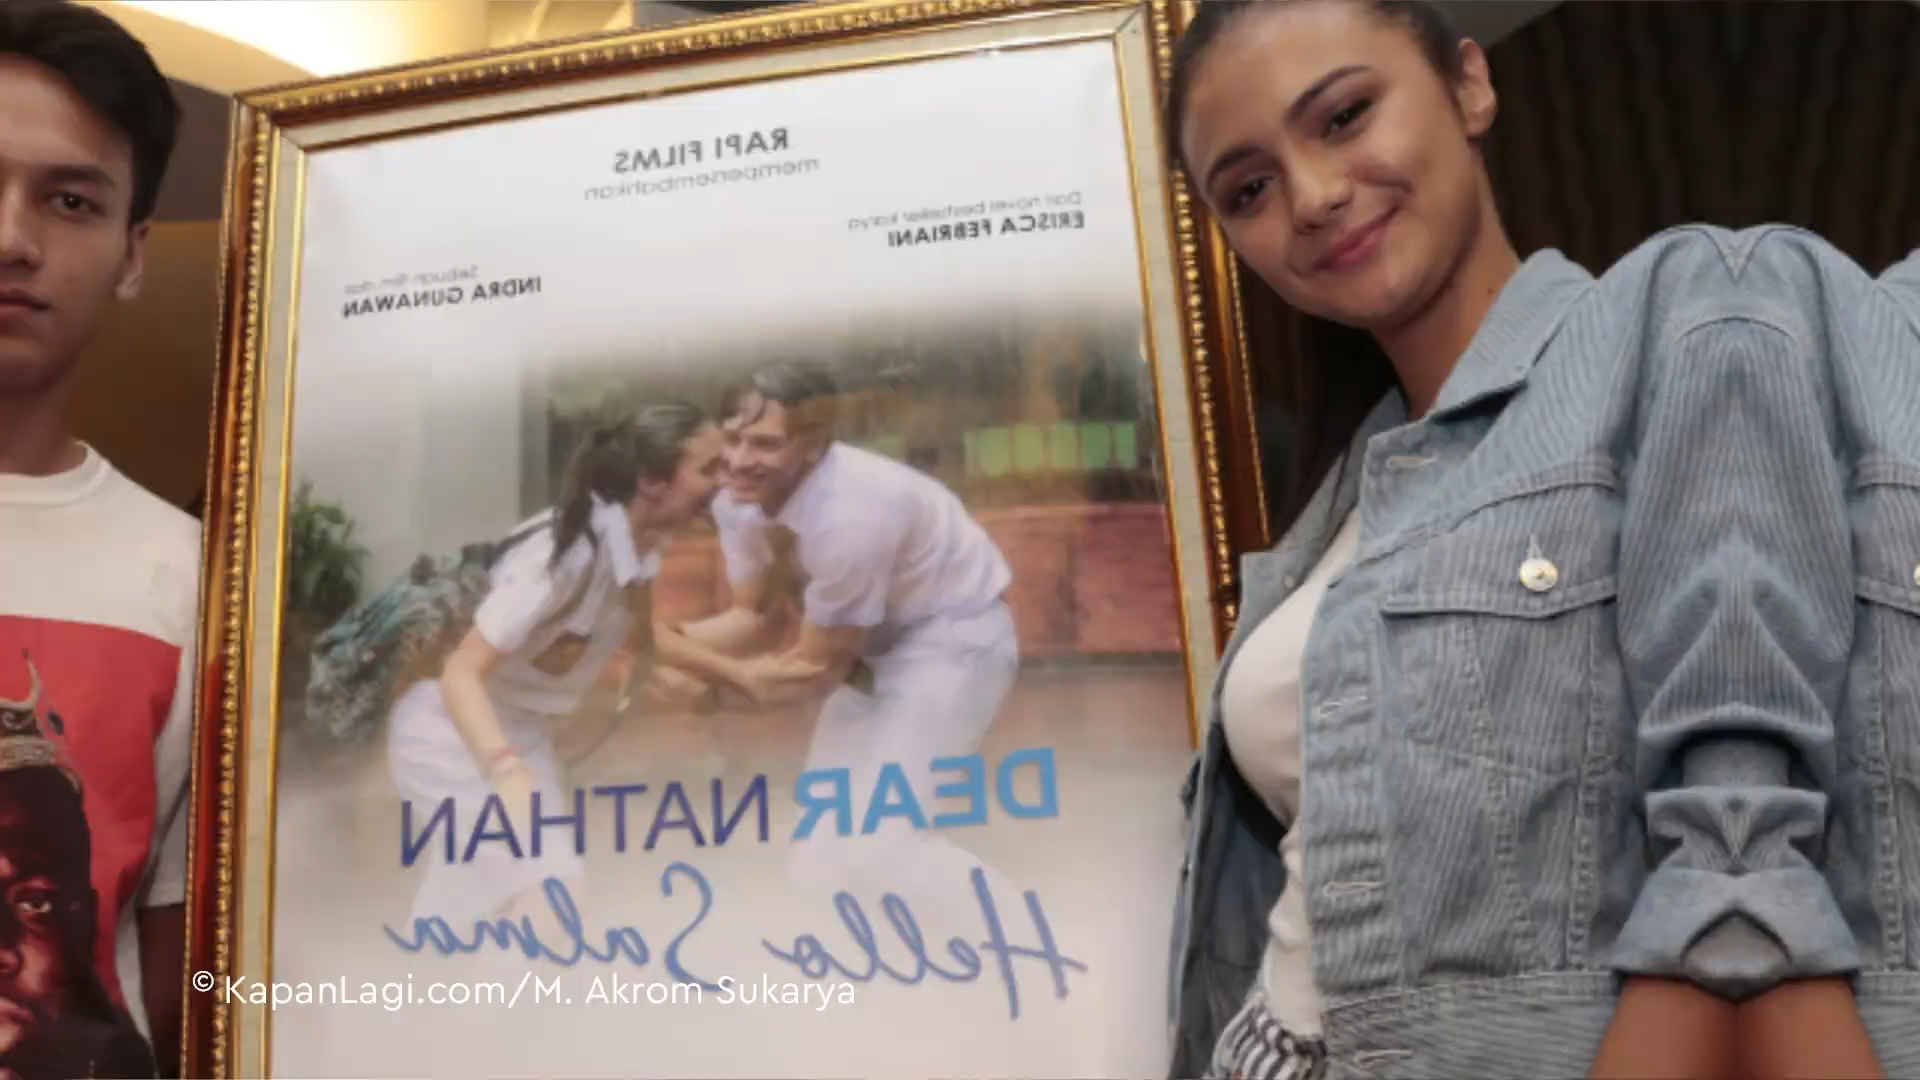 RAPI FILMS
mempersembahkan
Dari novel bestseller karya
ERISCA FEBRIANI
Sebuah film dari
INDRA GUNAWAN
DEAR NATHAN
Hello Salma
© KapanLagi.com/M. Akrom Sukarya